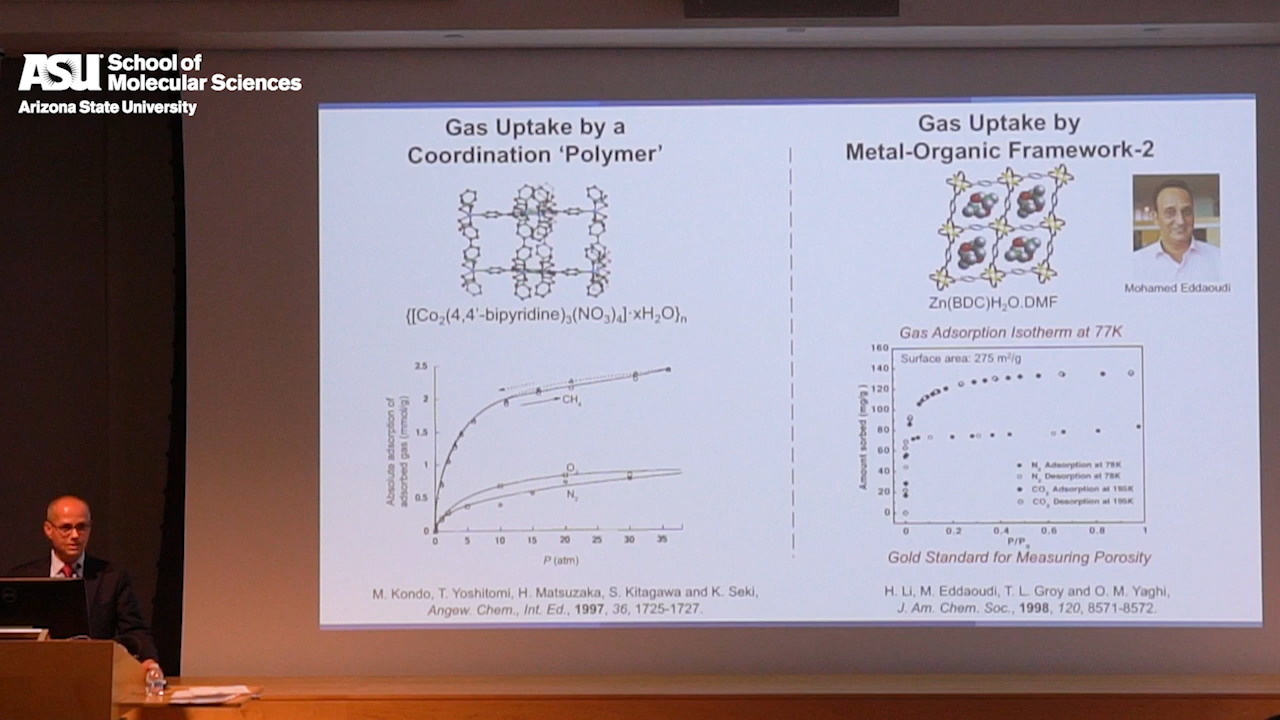 ASU School of
Molecular Sciences
Arizona State University
Gas Uptake by a
Coordination ‘Polymer’
{[Co2(4,4'-bipyridine)3(NO3)4]·xH2O}n
2.5
2
1.5
1
0.5
0
Absolute adsorption of
adsorbed gas (mmol/g)
CH4
O2
N2
0 5 10 15 20 25 30 35
P (atm)
M. Kondo, T. Yoshitomi, H. Matsuzaka, S. Kitagawa and K. Seki,
Angew. Chem., Int. Ed., 1997, 36, 1725-1727.
Gas Uptake by
Metal-Organic Framework-2
Mohamed Eddaoudi
Zn(BDC)H2O.DMF
Gas Adsorption Isotherm at 77K
160
140
120
100
80
60
40
20
0
Amount sorbed (mg/g)
Surface area: 275 m2/g
N2 Adsorption at 78K
N2 Desorption at 78K
CO2 Adsorption at 195K
CO2 Desorption at 195K
0 0.2 0.4 0.6 0.8 1
P/P0
Gold Standard for Measuring Porosity
H. Li, M. Eddaoudi, T. L. Groy and O. M. Yaghi,
J. Am. Chem. Soc., 1998, 120, 8571-8572.